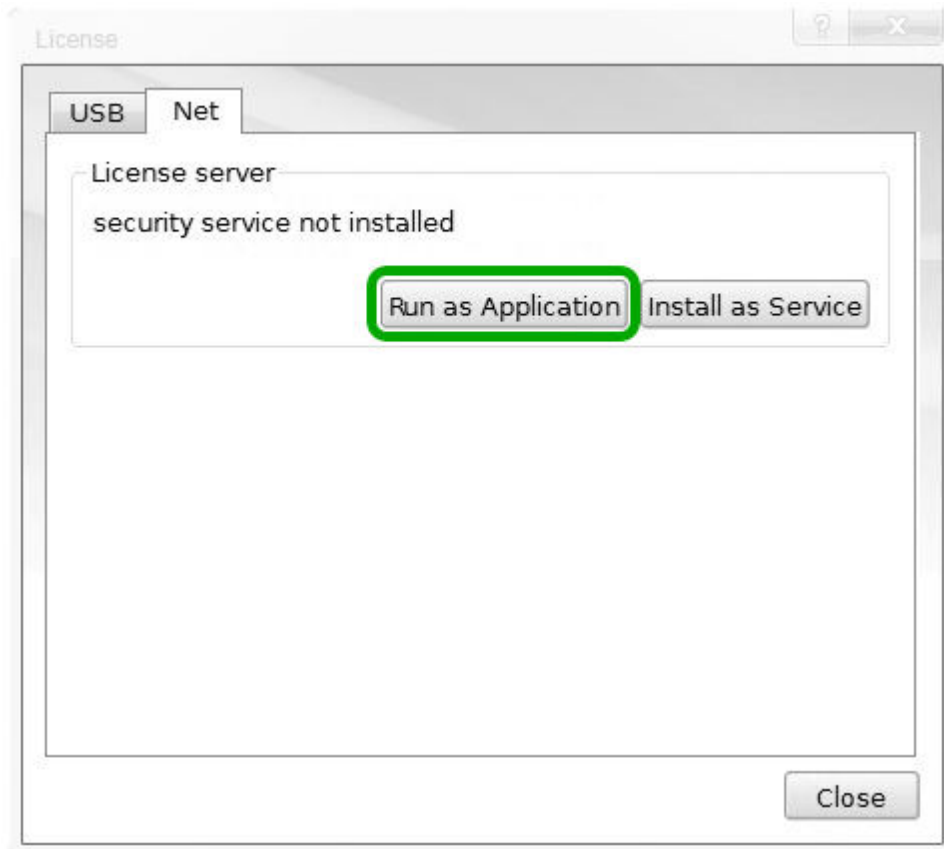 License
USB Net
License server
security service not installed
Run as Application Install as Service
Close